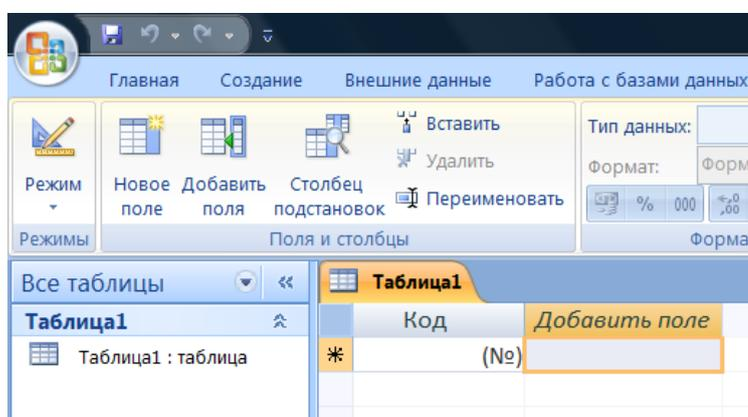 Главная Создание Внешние данные Работа с базами данных
Режим
Режимы
Новое поле
Добавить поля
Столбец подстановок
Вставить
Удалить
Переименовать
Поля и столбцы
Тип данных:
Формат:
% 000
Все таблицы
Таблица1
Таблица1 : таблица
Таблица1
Код Добавить поле
(№)